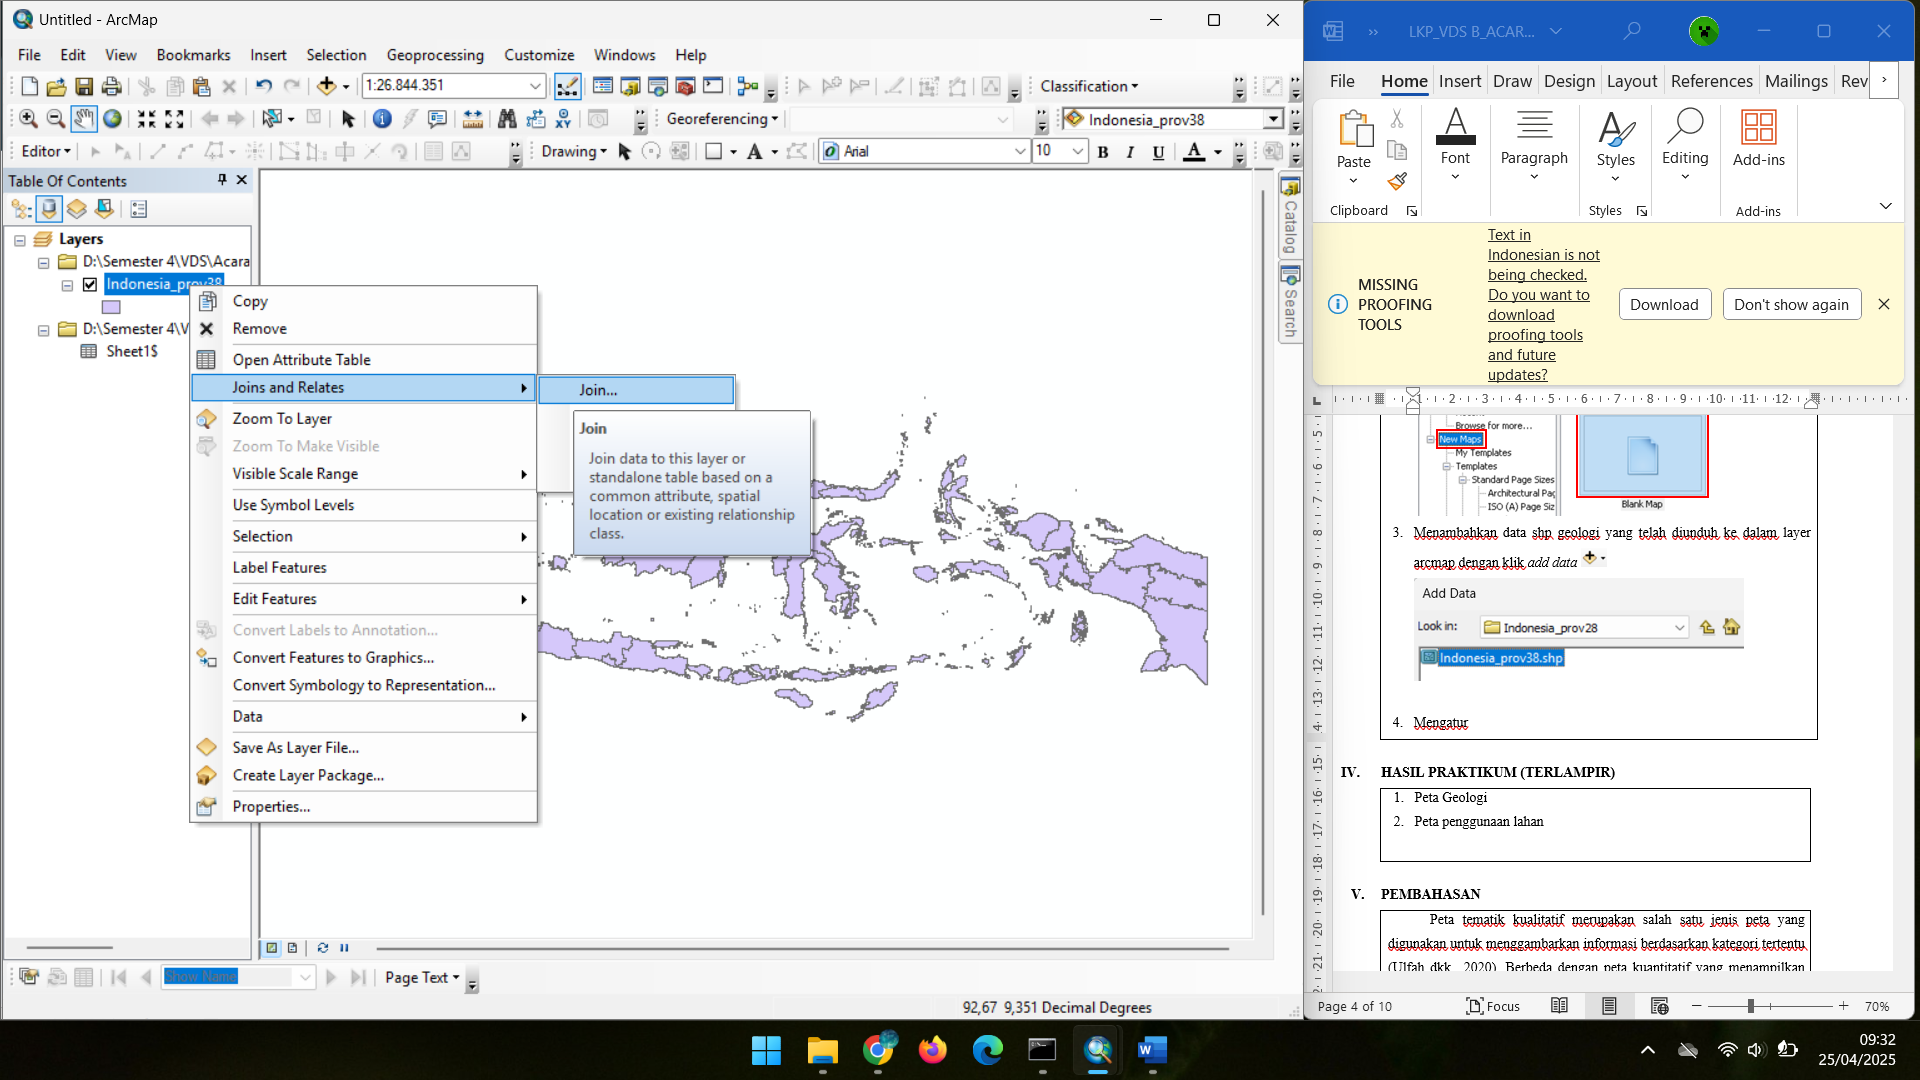 Untitled - ArcMap
File Edit View Bookmarks Insert Selection Geoprocessing Customize Windows Help
1:26.844.351
Classification
Georeferencing
Indonesia_prov38
Editor
Drawing
Arial
10
B I U A
Table Of Contents
Layers
D:\Semester 4\VDS\Acara
Indonesia_prov38
D:\Semester 4\V
Sheet1$
Copy
Remove
Open Attribute Table
Joins and Relates
Zoom To Layer
Zoom To Make Visible
Visible Scale Range
Use Symbol Levels
Selection
Label Features
Edit Features
Convert Labels to Annotation...
Convert Features to Graphics...
Convert Symbology to Representation...
Data
Save As Layer File...
Create Layer Package...
Properties...
Join...
Join
Join data to this layer or
standalone table based on a
common attribute, spatial
location or existing relationship
class.
Catalog
Search
Show Name
Page Text
92,67 9,351 Decimal Degrees
LKP_VDS B_ACAR...
File Home Insert Draw Design Layout References Mailings Rev
Paste
Font
Paragraph
Styles
Editing
Add-ins
Clipboard
Styles
Add-ins
MISSING
PROOFING
TOOLS
Text in
Indonesian is not
being checked.
Do you want to
download
proofing tools
and future
updates?
Download
Don't show again
1 2 3 4 5 6 7 8 9 10 11 12
Browse for more...
New Maps
My Templates
Templates
Standard Page Sizes
Architectural Pag
ISO (A) Page Siz
Blank Map
3. Menambahkan data shp geologi yang telah diunduh ke dalam layer
arcmap dengan klik add data
Add Data
Look in: Indonesia_prov28
Indonesia_prov38.shp
4. Mengatur
IV. HASIL PRAKTIKUM (TERLAMPIR)
1. Peta Geologi
2. Peta penggunaan lahan
V. PEMBAHASAN
Peta tematik kualitatif merupakan salah satu jenis peta yang
digunakan untuk menggambarkan informasi berdasarkan kategori tertentu
(Ulfah dkk., 2020). Berbeda dengan peta kuantitatif yang menampilkan
Page 4 of 10
Focus
70%
09:32
25/04/2025